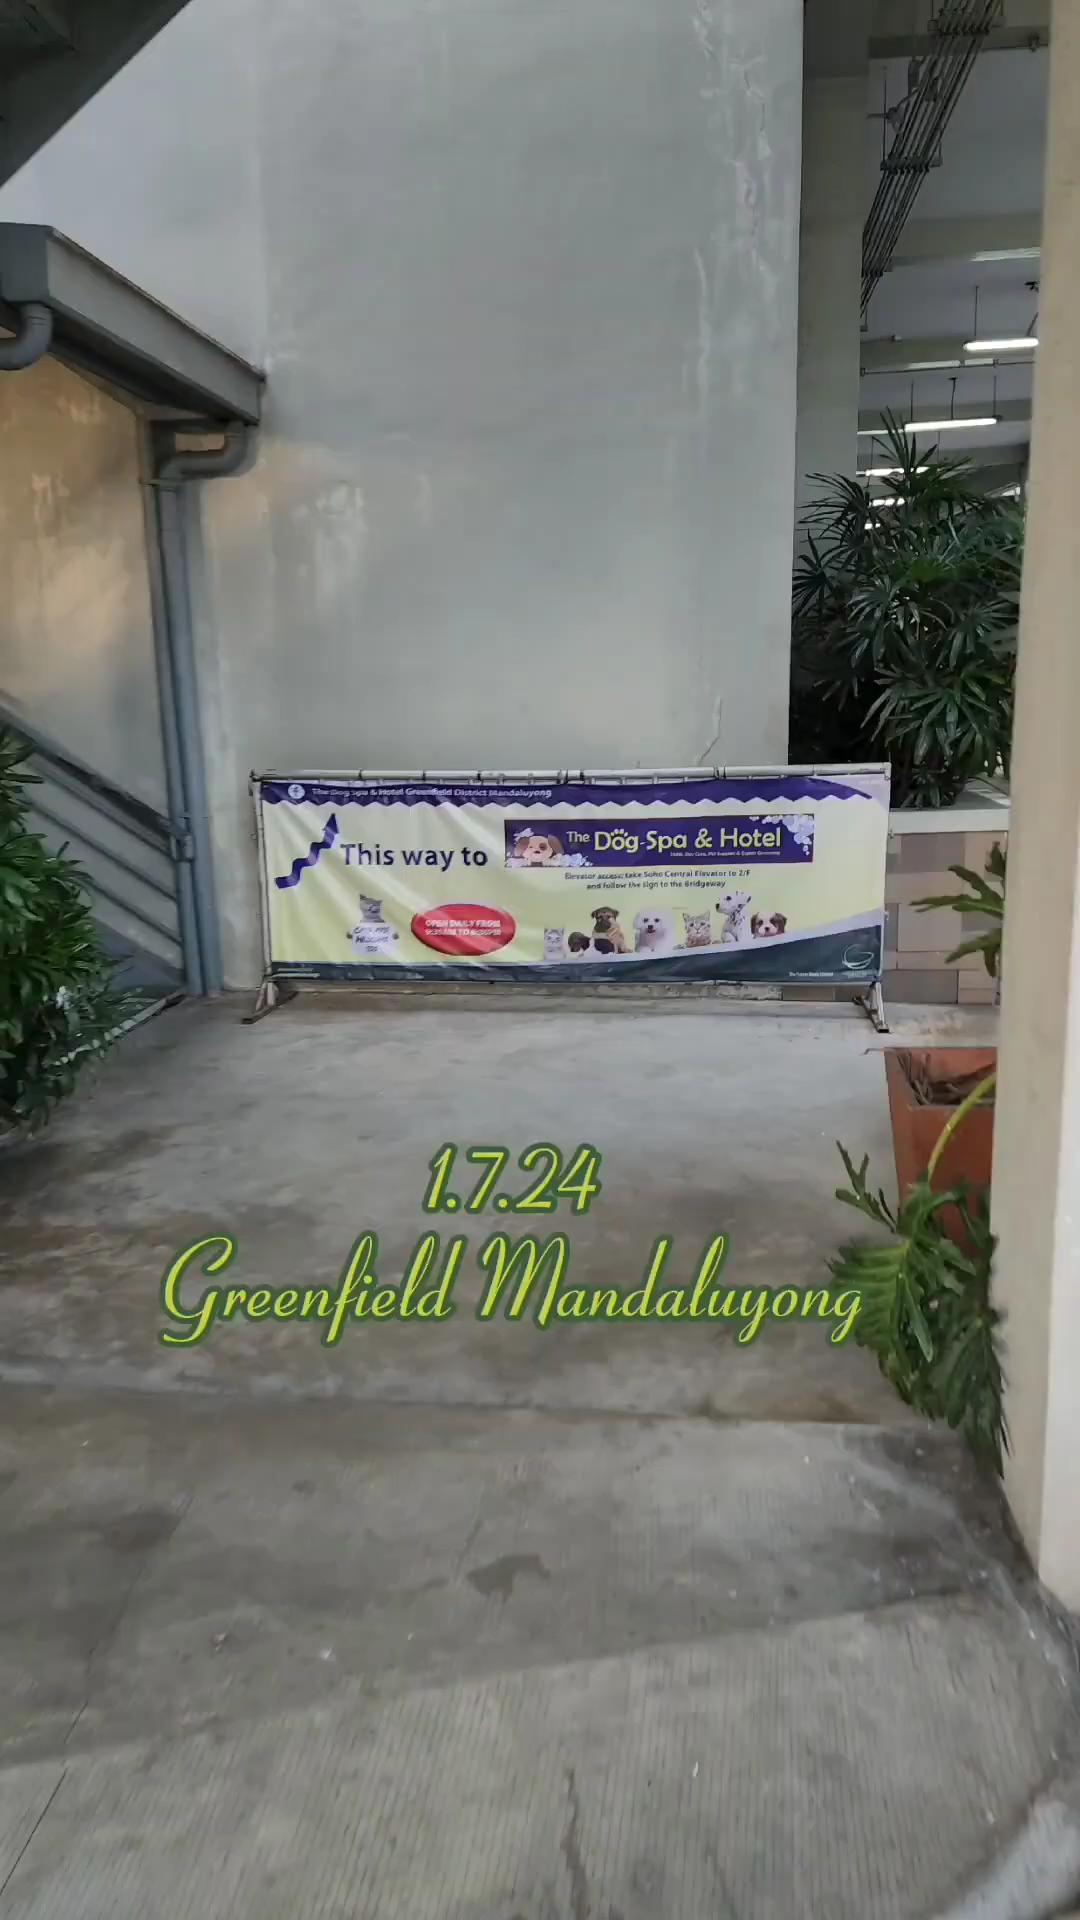 The Dog Spa & Hotel Greenfield District Mandaluyong
This way to
The Dog Spa & Hotel
Elevator access: take Soho Central Elevator to 2/F
and follow the sign to the Bridgeway
OPEN DAILY FROM
1.7.24
Greenfield Mandaluyong